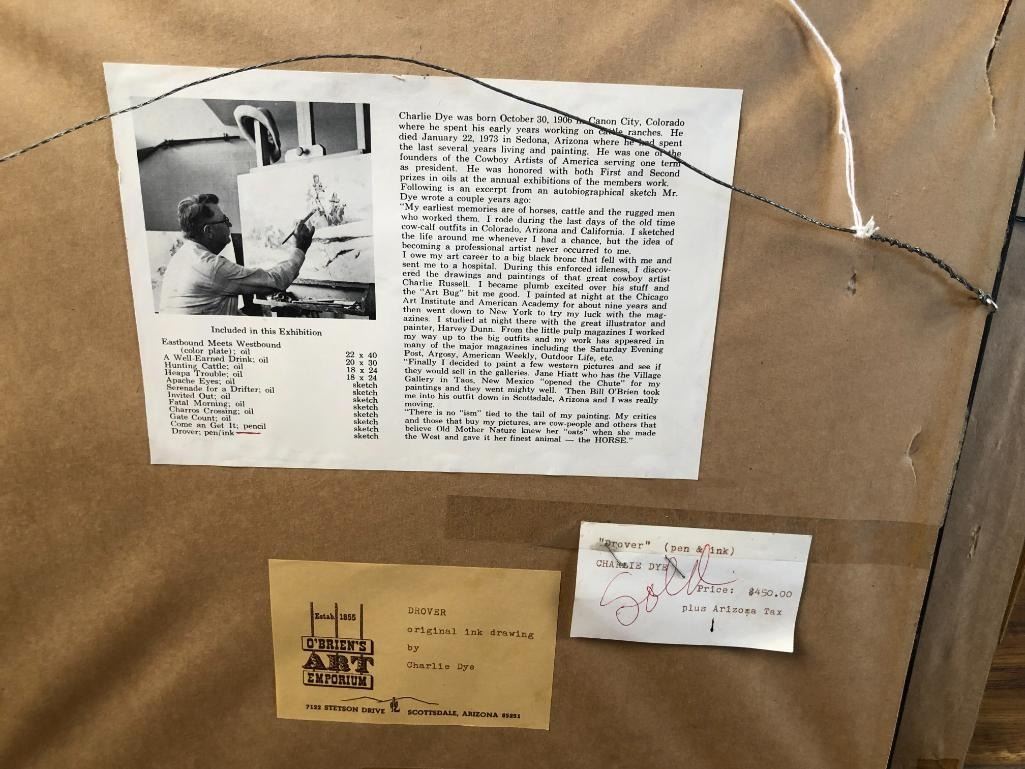 Charlie Dye was born October 30, 1906 in Canon City, Colorado
where he spent his early years working on cattle ranches. He
died January 22, 1973 in Sedona, Arizona where he had spent
the last several years living and painting. He was one of the
founders of the Cowboy Artists of America serving one term
as president. He was honored with both First and Second
prizes in oils at the annual exhibitions of the members work.
Following is an excerpt from an autobiographical sketch Mr.
Dye wrote a couple years ago:
"My earliest memories are of horses, cattle and the rugged men
who worked them. I rode during the last days of the old time
cow-calf outfits in Colorado, Arizona and California. I sketched
the life around me whenever I had a chance, but the idea of
becoming a professional artist never occurred to me.
I owe my art career to a big black bronc that fell with me and
sent me to a hospital. During this enforced idleness, I discov-
ered the drawings and paintings of that great cowboy artist
Charlie Russell. I became plumb excited over his stuff and
the "Art Bug" bit me good. I painted at night at the Chicago
Art Institute and American Academy for about nine years and
then went down to New York to try my luck with the mag-
azines. I studied at night there with the great illustrator and
painter, Harvey Dunn. From the little pulp magazines I worked
my way up to the big outfits and my work has appeared in
many of the major magazines including the Saturday Evening
Post, Argosy, American Weekly, Outdoor Life, etc.
"Finally I decided to paint a few western pictures and see if
they would sell in the galleries. Jane Hiatt who has the Village
Gallery in Taos, New Mexico "opened the Chute" for my
paintings and they went mighty well. Then Bill O'Brien took
me into his outfit down in Scottsdale, Arizona and I was really
moving.
"There is no "ism" tied to the tail of my painting. My critics
and those that buy my pictures, are cow-people and others that
believe Old Mother Nature knew her "oats" when she made
the West and gave it her finest animal — the HORSE."
Included in this Exhibition
Eastbound Meets Westbound
(color plate); oil 22 x 40
A Well-Earned Drink; oil 20 x 30
Hunting Cattle; oil 18 x 24
Heapa Trouble; oil 18 x 24
Apache Eyes; oil sketch
Serenade for a Drifter; oil sketch
Invited Out; oil sketch
Fatal Morning; oil sketch
Charros Crossing; oil sketch
Gate Count; oil sketch
Come an Get It; pencil sketch
Drover; pen/ink sketch
"Drover" (pen & ink)
CHARLIE DYE
Sold
Price: $450.00
plus Arizona Tax
Estab. 1855
O'BRIEN'S
ART
EMPORIUM
DROVER
original ink drawing
by
Charlie Dye
7122 STETSON DRIVE SCOTTSDALE, ARIZONA 85251